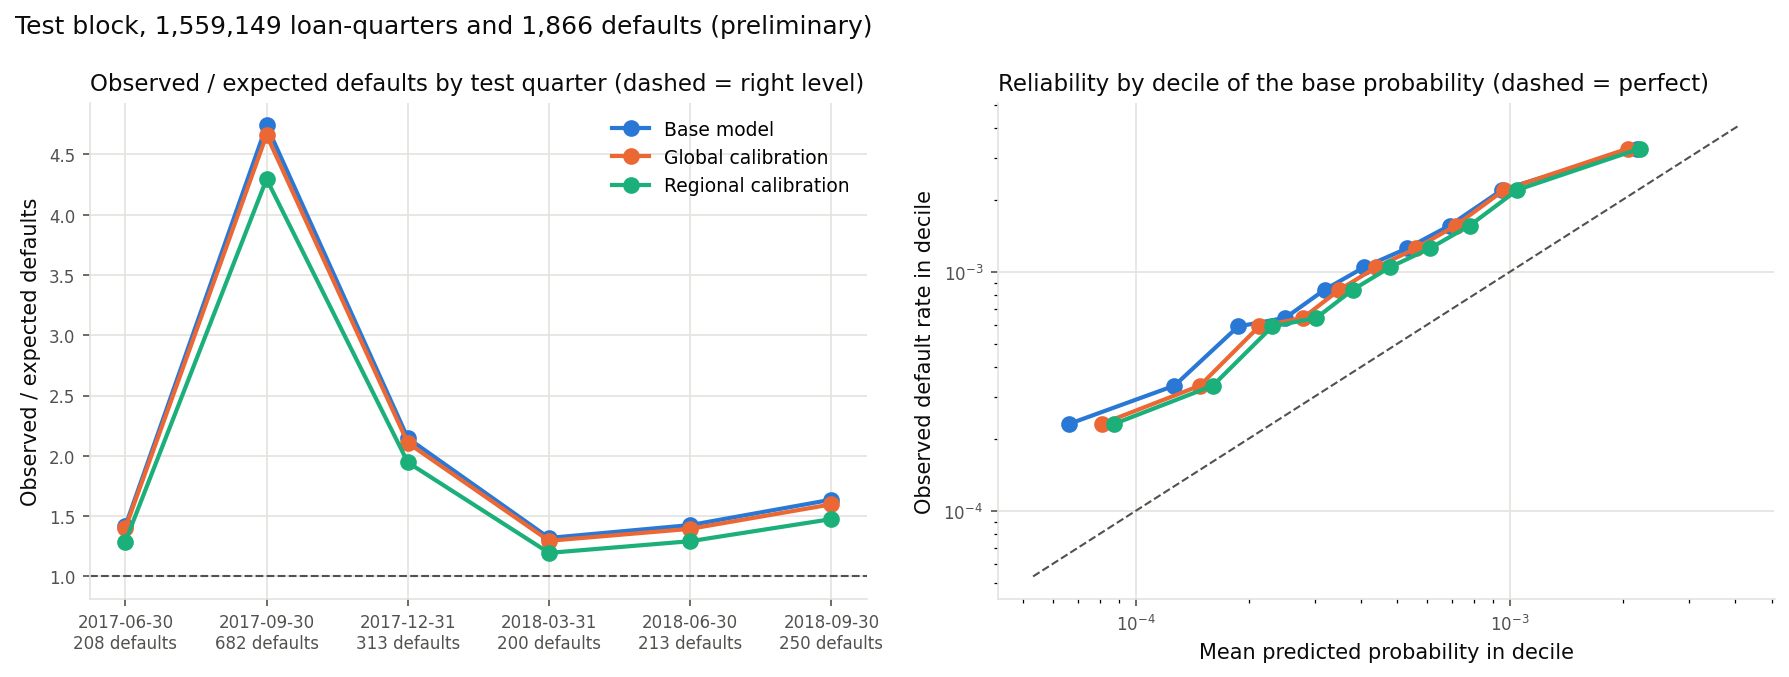 Test block, 1,559,149 loan-quarters and 1,866 defaults (preliminary)
Observed / expected defaults by test quarter (dashed = right level)
Observed / expected defaults
4.5
4.0
3.5
3.0
2.5
2.0
1.5
1.0
Base model
Global calibration
Regional calibration
2017-06-30
208 defaults
2017-09-30
682 defaults
2017-12-31
313 defaults
2018-03-31
200 defaults
2018-06-30
213 defaults
2018-09-30
250 defaults
Reliability by decile of the base probability (dashed = perfect)
Observed default rate in decile
10⁻³
10⁻⁴
10⁻⁴
10⁻³
Mean predicted probability in decile